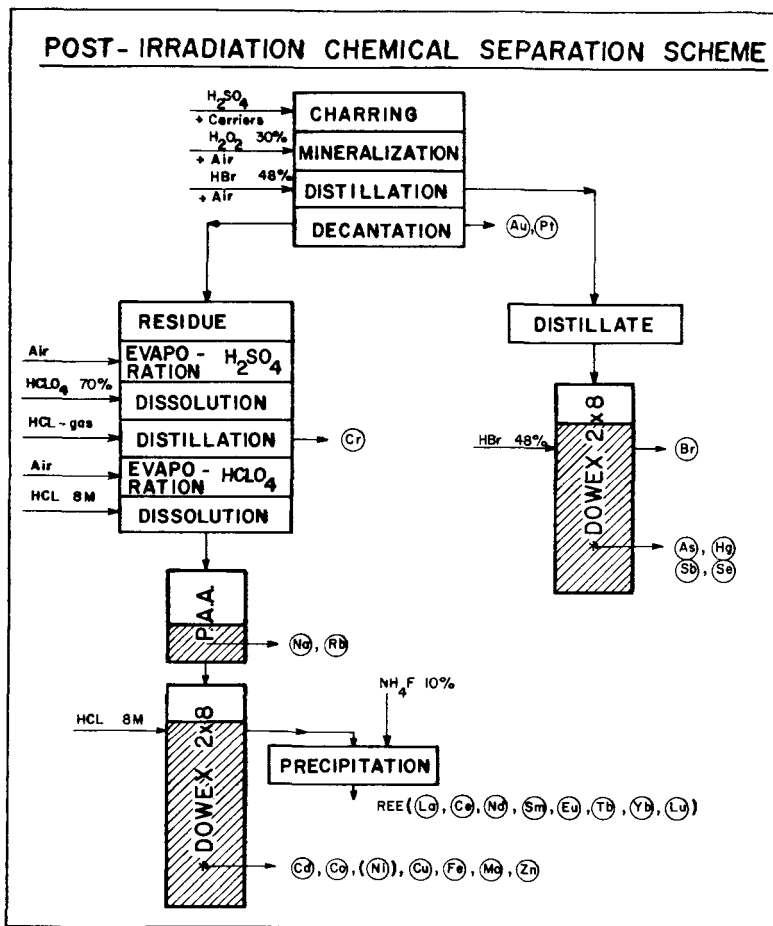 POST-IRRADIATION CHEMICAL SEPARATION SCHEME
H2SO4
+ Carriers
CHARRING
H2O2 30%
+ Air
MINERALIZATION
HBr 48%
+ Air
DISTILLATION
DECANTATION
Au, Pt
RESIDUE
Air
EVAPO-
RATION H2SO4
HCLO4 70%
DISSOLUTION
HCL-gas
DISTILLATION
Cr
Air
EVAPO-
RATION HCLO4
HCL 8M
DISSOLUTION
DISTILLATE
HBr 48%
DOWEX 2x8
Br
As, Hg
Sb, Se
P.A.A.
Na, Rb
HCL 8M
DOWEX 2x8
NH4F 10%
PRECIPITATION
REE(La, Ce, Nd, Sm, Eu, Tb, Yb, Lu)
Cd, Co, (Ni), Cu, Fe, Mo, Zn